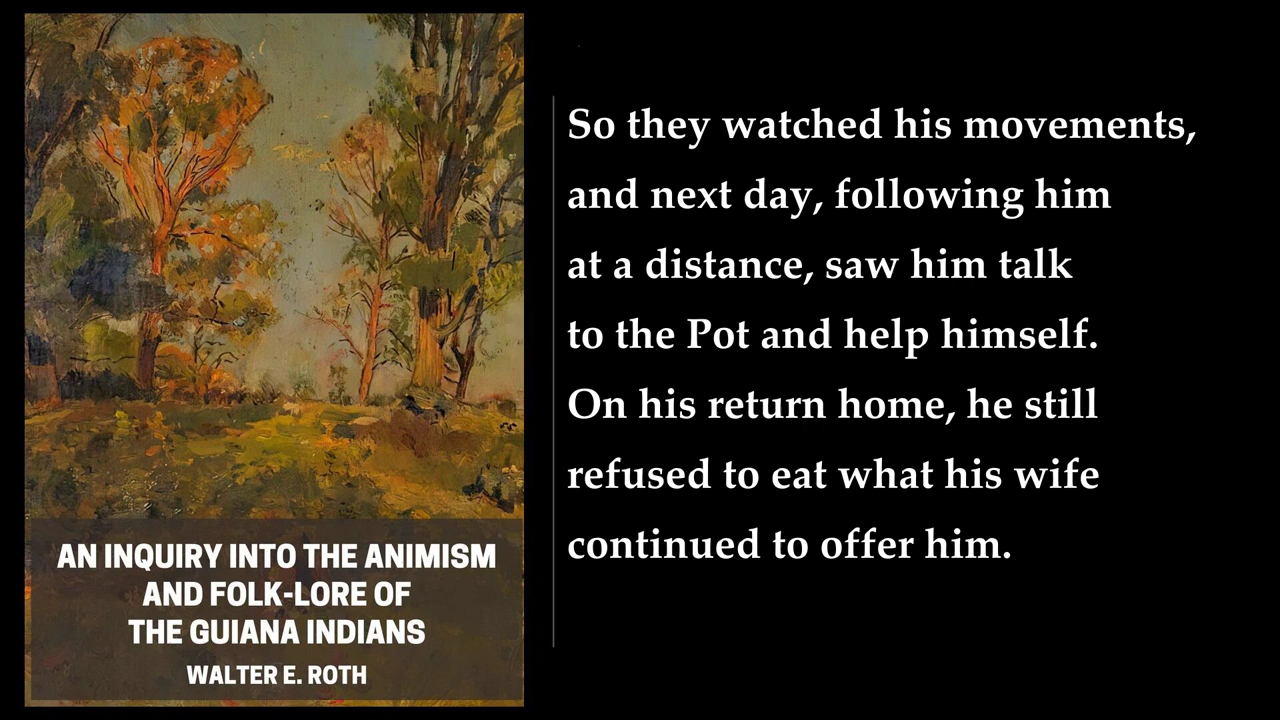 AN INQUIRY INTO THE ANIMISM
AND FOLK-LORE OF
THE GUIANA INDIANS
WALTER E. ROTH
So they watched his movements,
and next day, following him
at a distance, saw him talk
to the Pot and help himself.
On his return home, he still
refused to eat what his wife
continued to offer him.